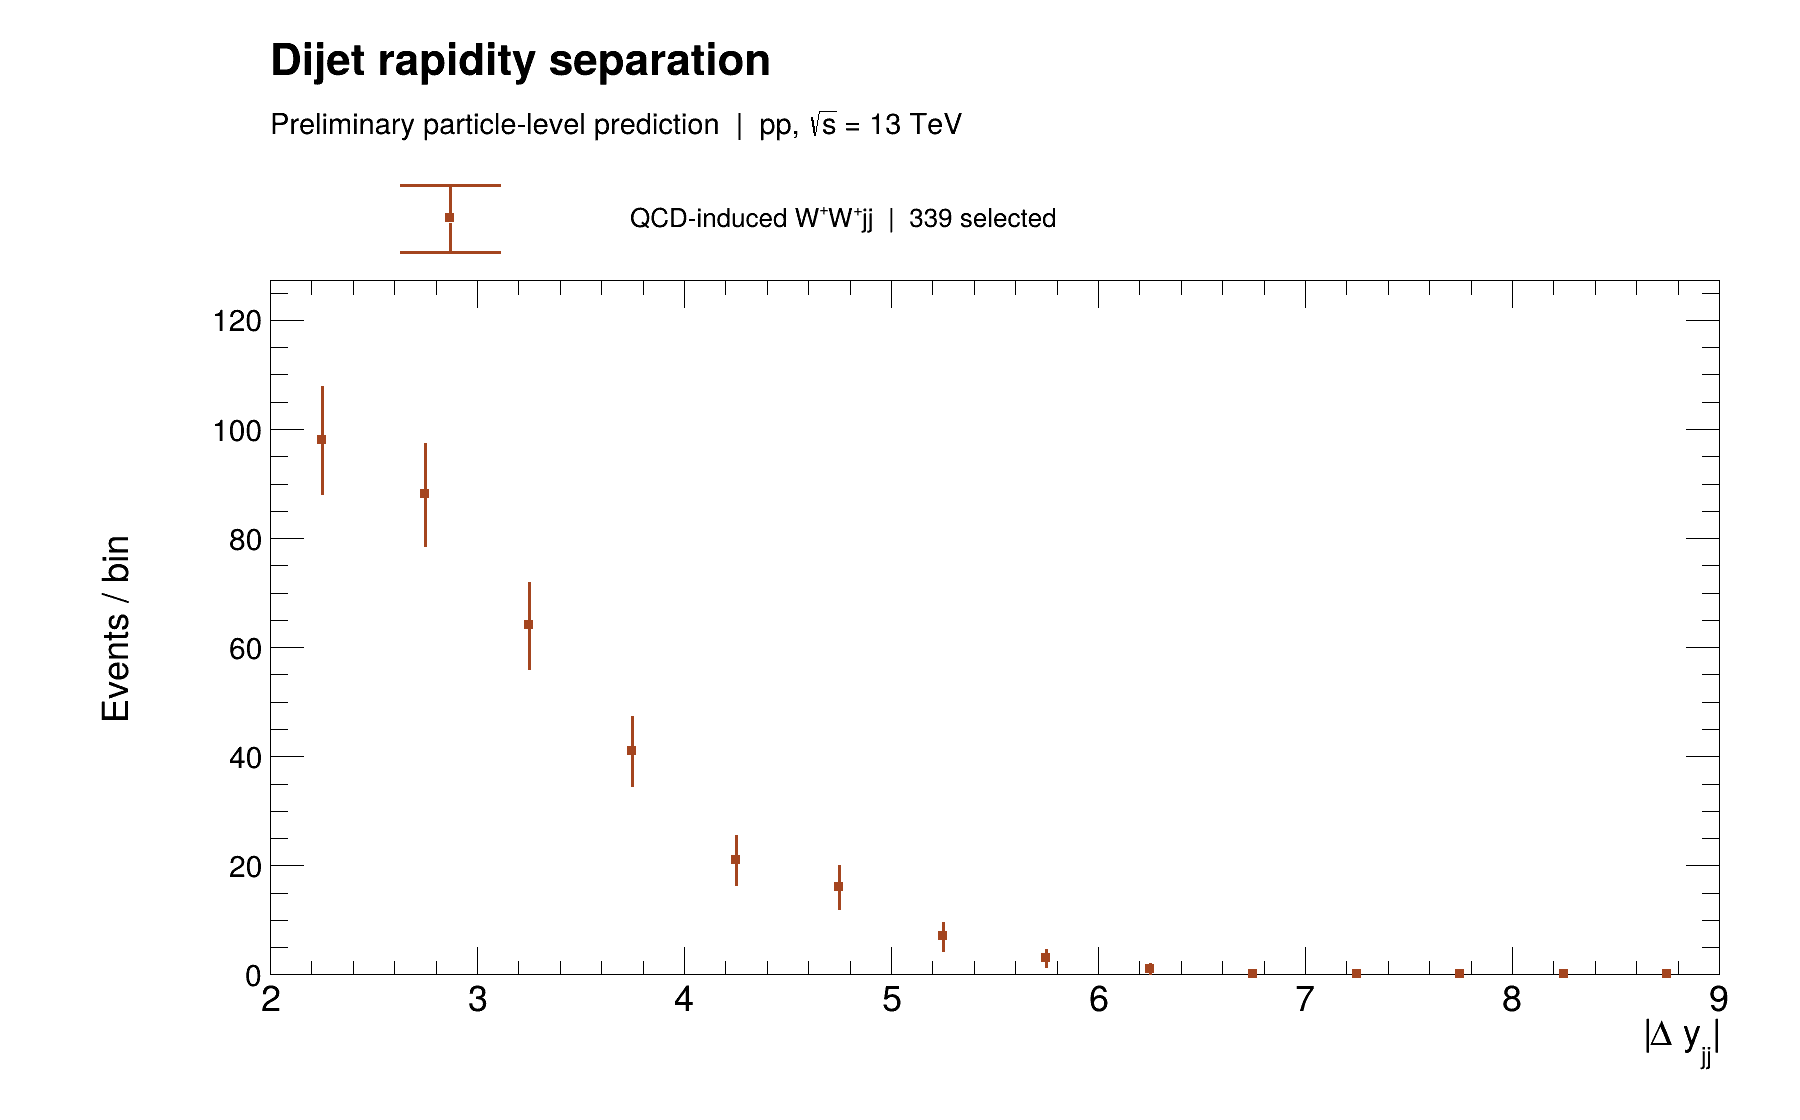 Dijet rapidity separation
Preliminary particle-level prediction | pp, √s = 13 TeV
QCD-induced W⁺W⁺jj | 339 selected
120
100
80
60
40
20
0
Events / bin
2 3 4 5 6 7 8 9
|Δ y_jj|